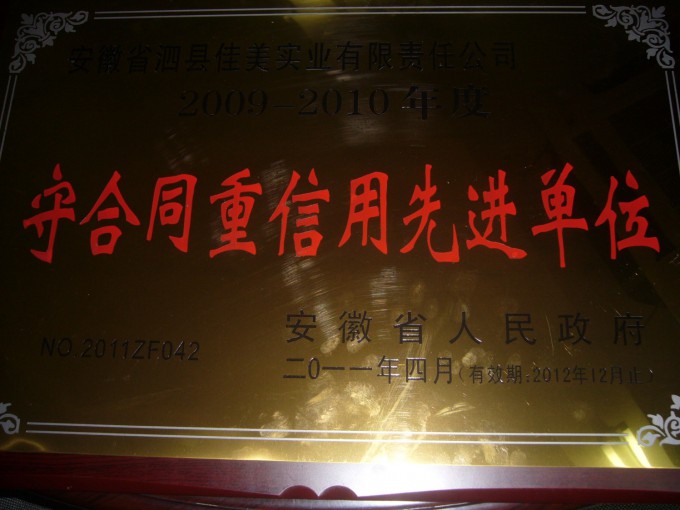 安徽省泗县佳美实业有限责任公司
2009-2010年度
守合同重信用先进单位
安徽省人民政府
NO.2011ZF042
二〇一一年四月(有效期:2012年12月止)